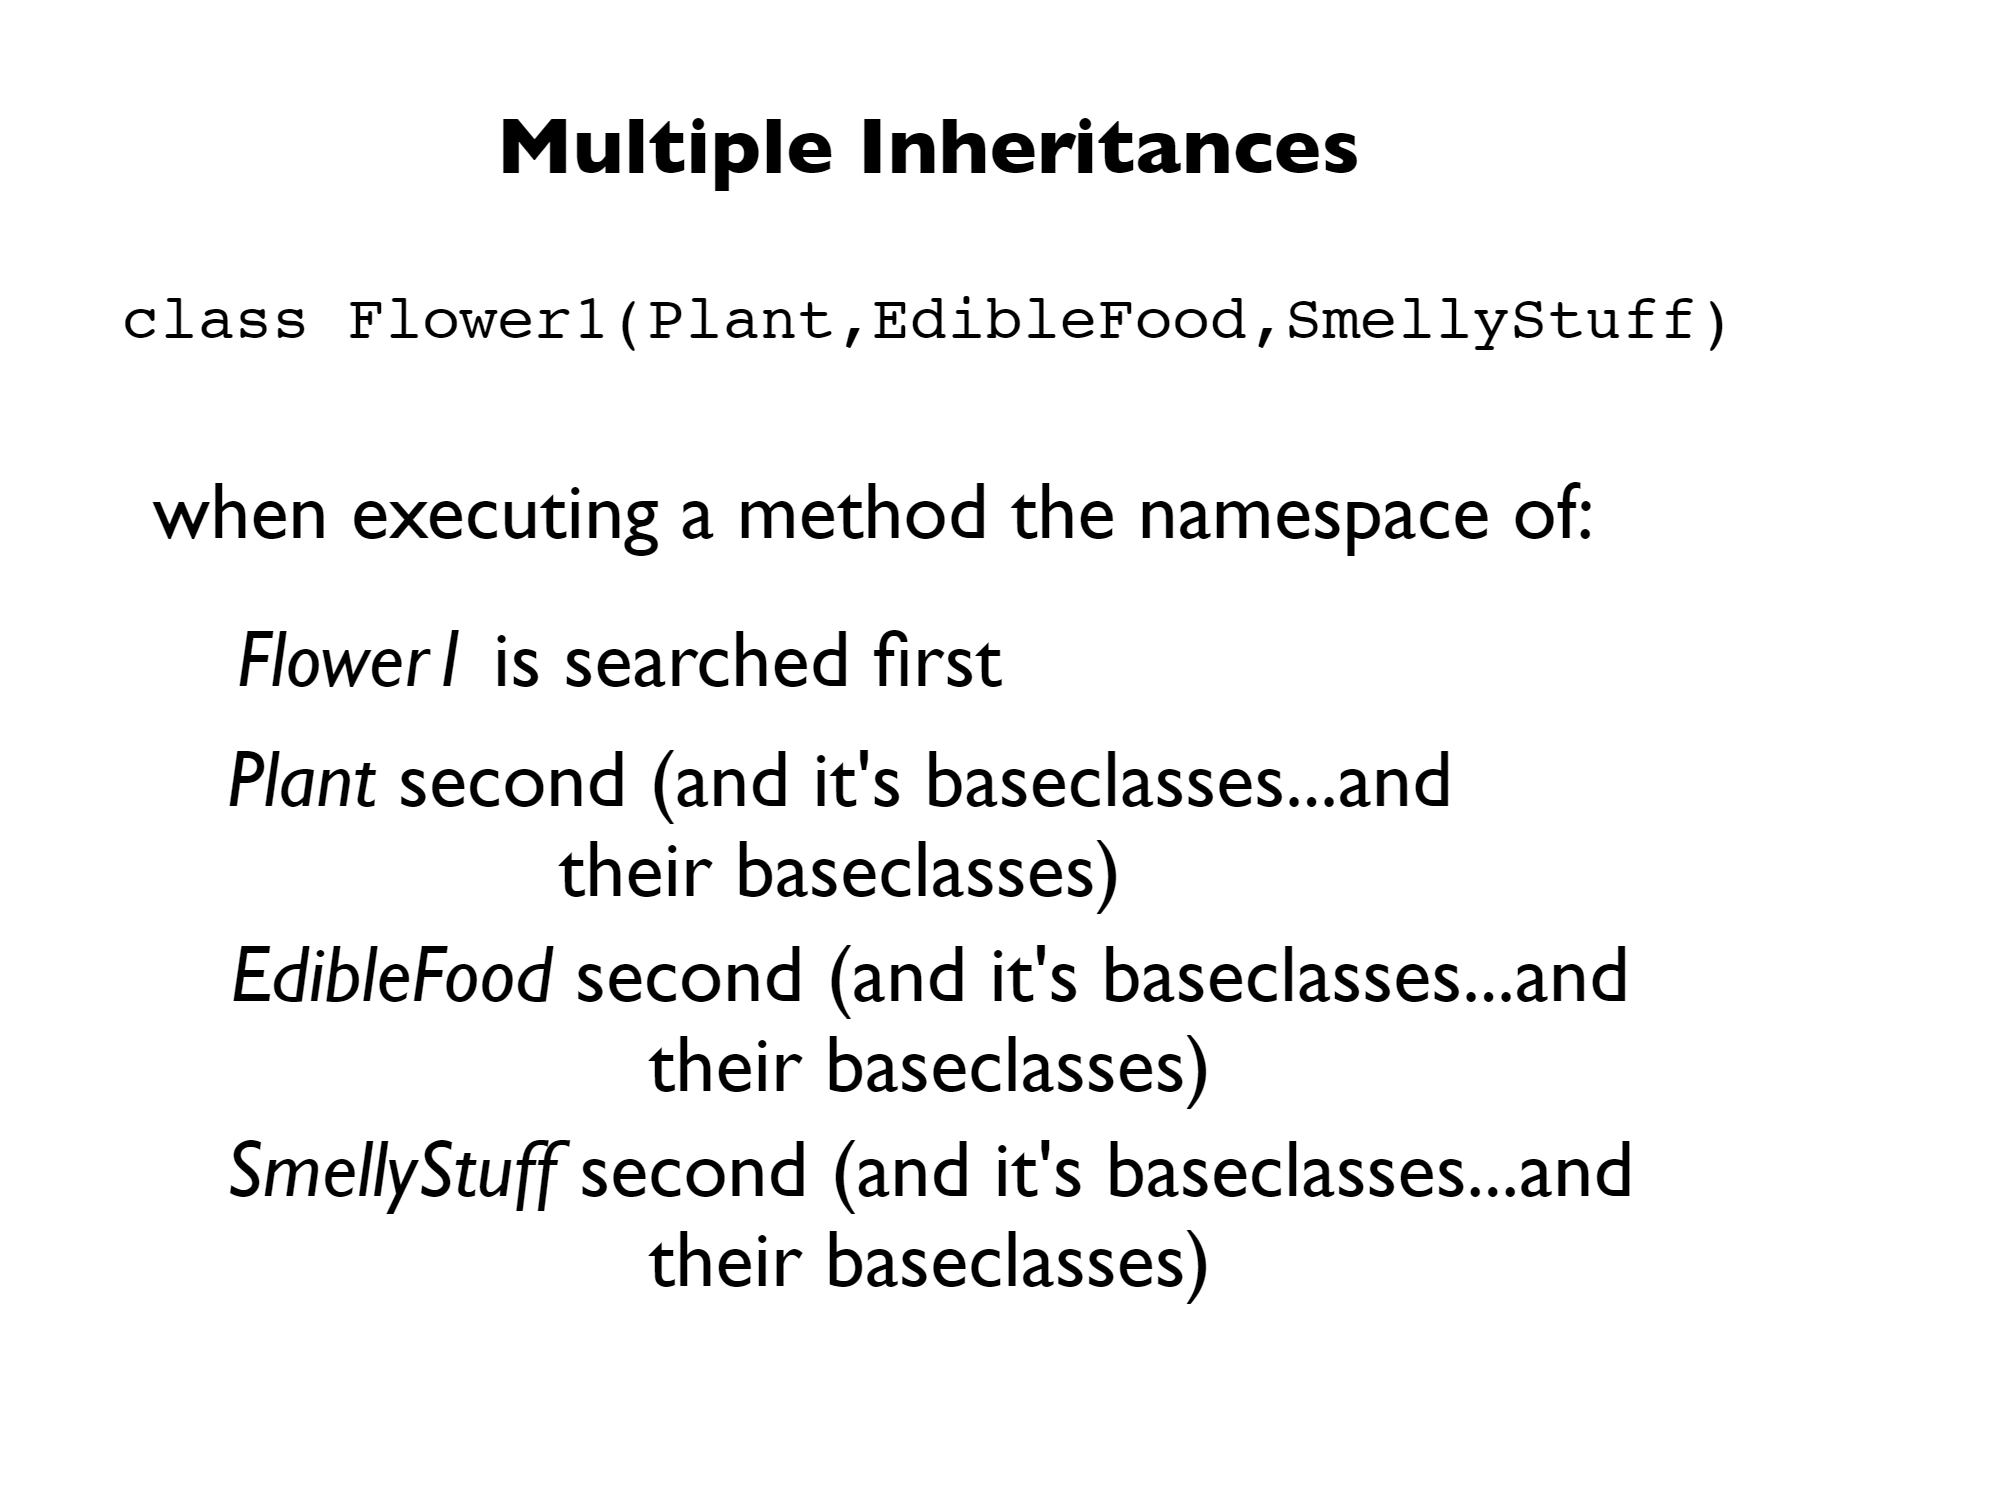 Multiple Inheritances
class Flower1(Plant,EdibleFood,SmellyStuff)
when executing a method the namespace of:
Flower1 is searched first
Plant second (and it's baseclasses...and
their baseclasses)
EdibleFood second (and it's baseclasses...and
their baseclasses)
SmellyStuff second (and it's baseclasses...and
their baseclasses)